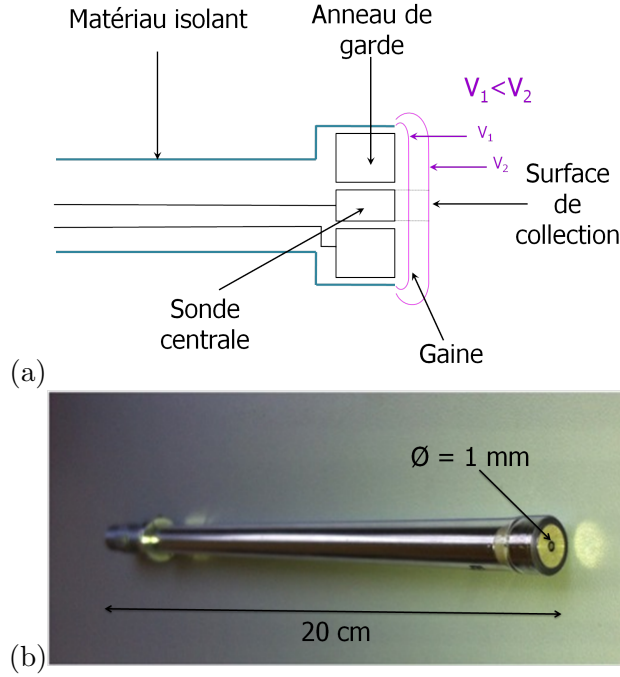 Matériau isolant
Anneau de
garde
V1<V2
V1
V2
Surface
de
collection
Sonde
centrale
Gaine
(a)
Ø = 1 mm
20 cm
(b)